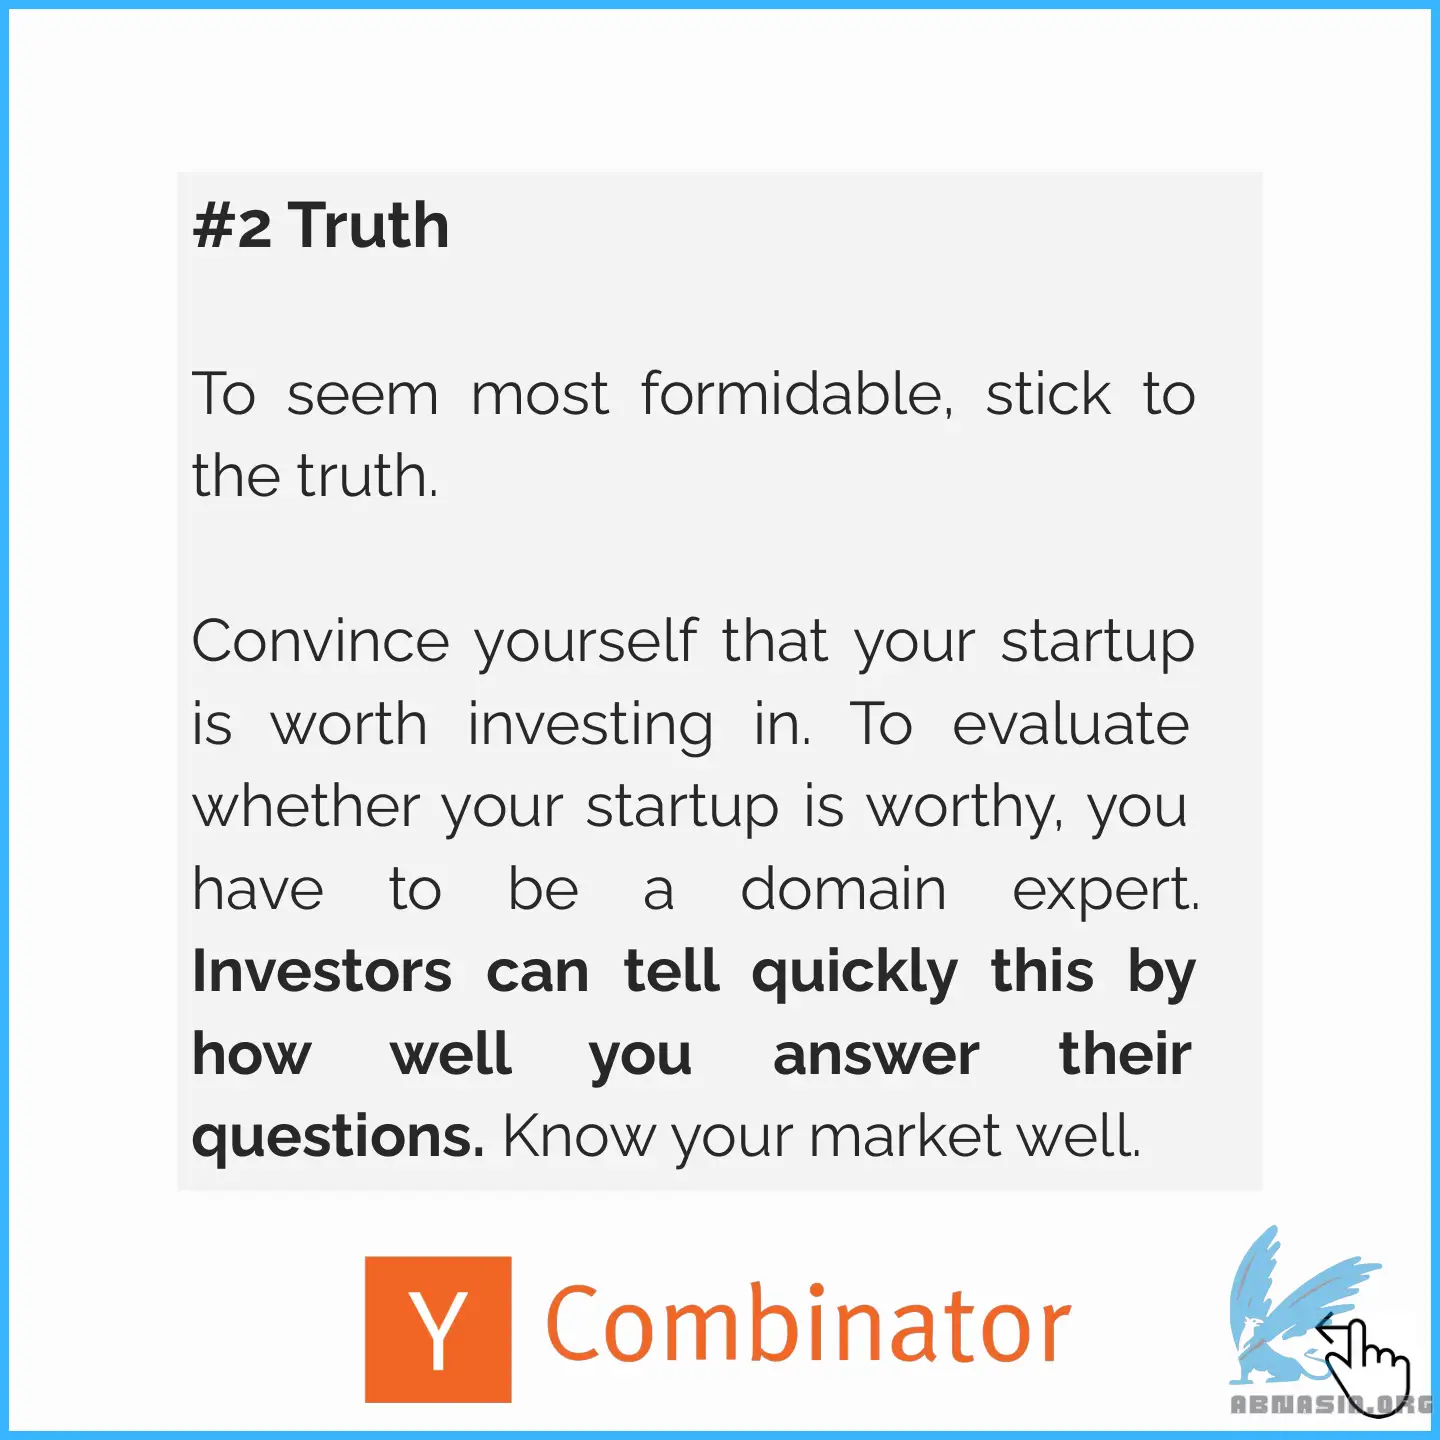 #2 Truth
To seem most formidable, stick to
the truth.
Convince yourself that your startup
is worth investing in. To evaluate
whether your startup is worthy, you
have to be a domain expert.
Investors can tell quickly this by
how well you answer their
questions. Know your market well.
Y Combinator
ABNASIA.ORG